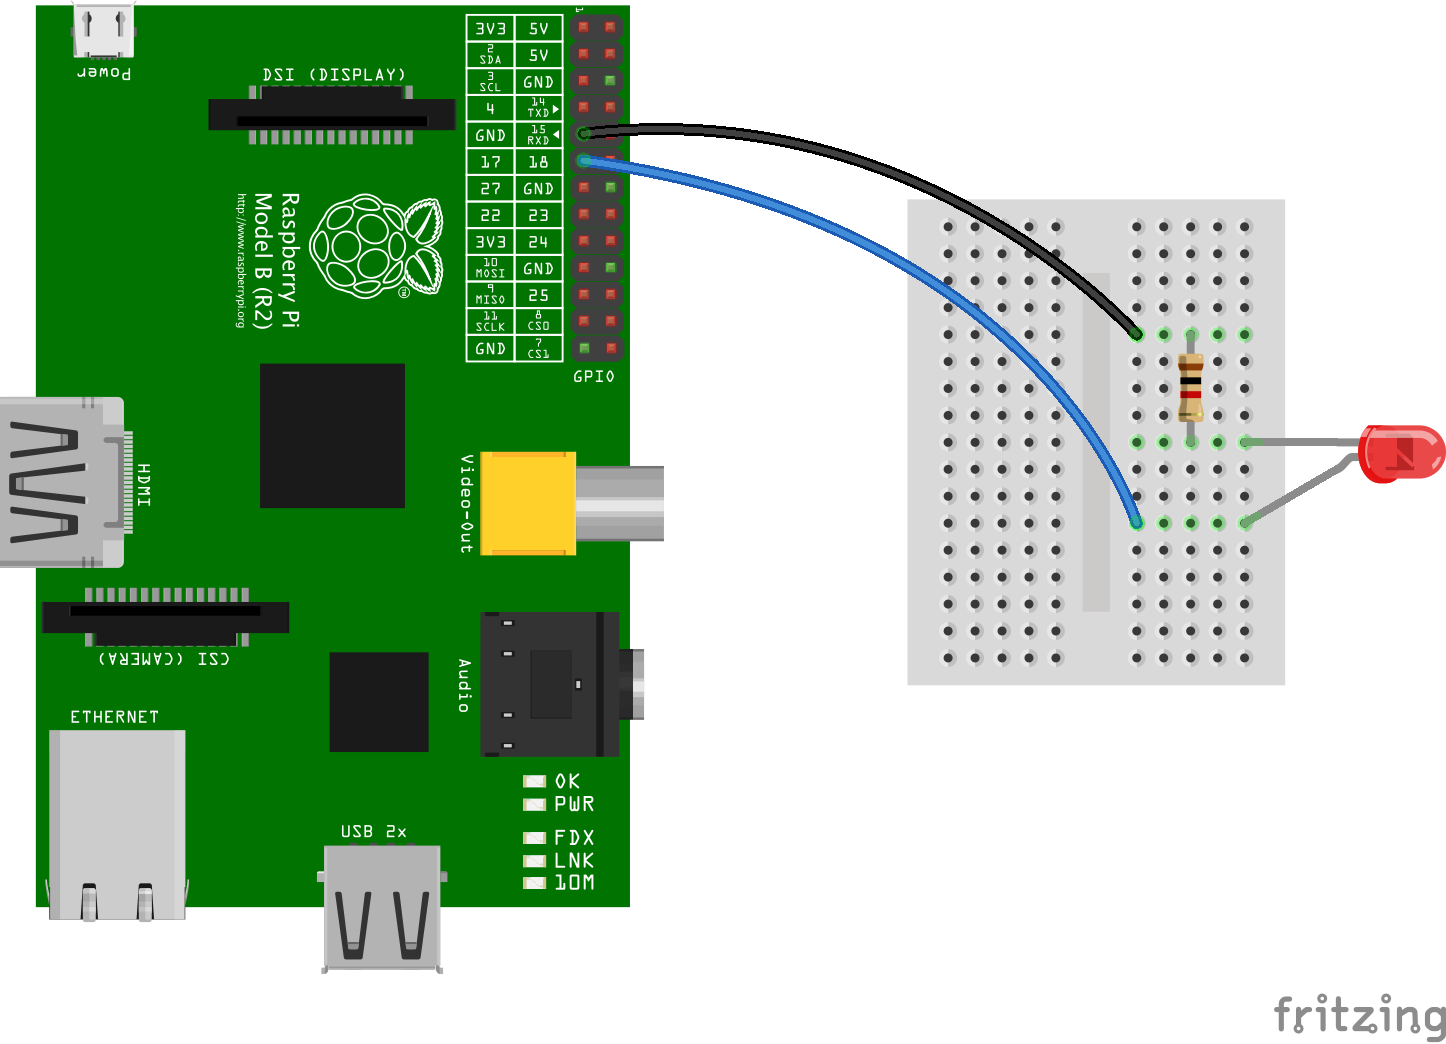 1
3V3 5V
2 SDA 5V
3 SCL GND
4 14 TXD
GND 15 RXD
17 18
27 GND
22 23
3V3 24
10 MOSI GND
9 MISO 25
11 SCLK 8 CS0
GND 7 CS1
GPIO
Power
DSI (DISPLAY)
Raspberry Pi
Model B (R2)
http://www.raspberrypi.org
TM
HDMI
Video-Out
CSI (CAMERA)
Audio
ETHERNET
USB 2x
OK
PWR
FDX
LNK
10M
fritzing